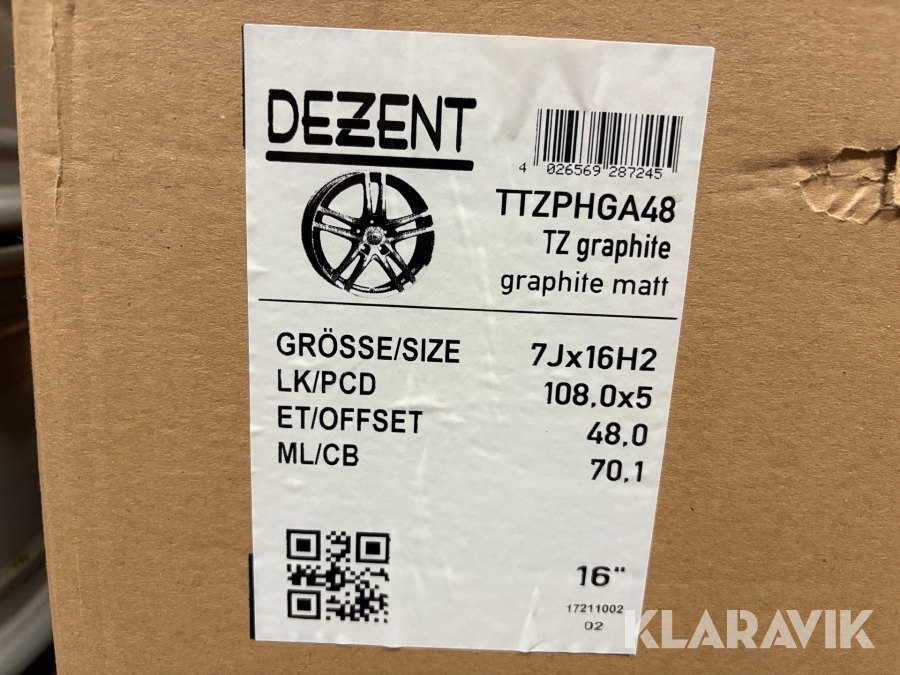 DEZENT
4 026569 287245
TTZPHGA48
TZ graphite
graphite matt
GRÖSSE/SIZE 7Jx16H2
LK/PCD 108,0x5
ET/OFFSET 48,0
ML/CB 70,1
16"
17211002
02
KLARAVIK